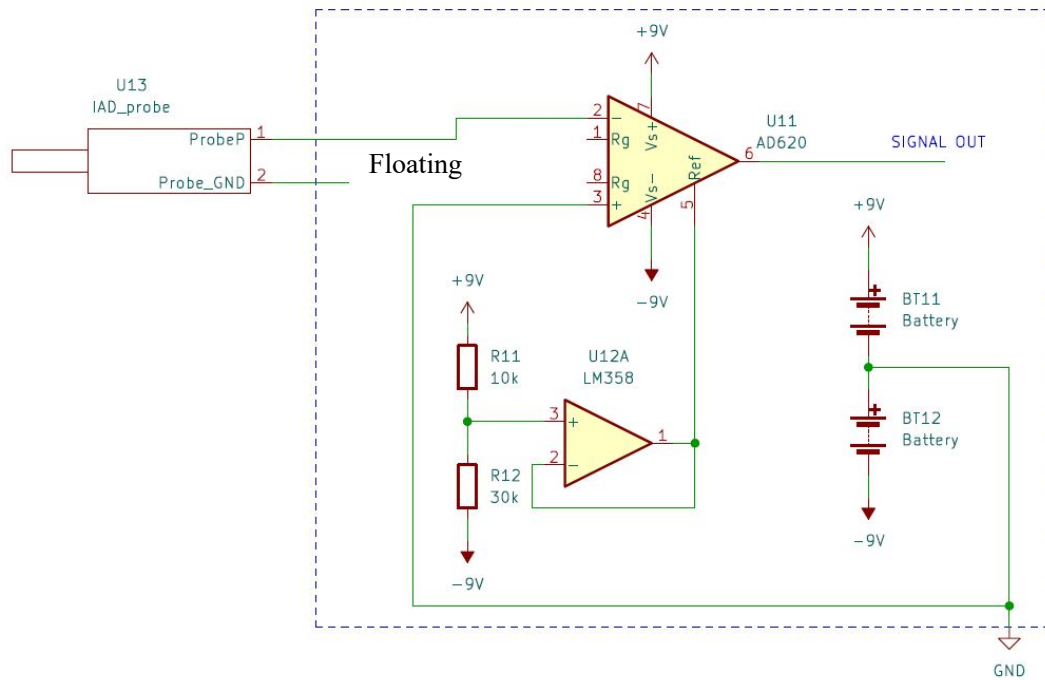 +9V
U13
IAD_probe
ProbeP
1
Probe_GND
2
Floating
2
-
7
Vs+
1
Rg
8
Rg
3
+
Vs-
4
Ref
5
6
U11
AD620
SIGNAL OUT
-9V
+9V
R11
10k
R12
30k
-9V
U12A
LM358
3
+
2
-
1
+9V
+
BT11
Battery
+
BT12
Battery
-9V
GND